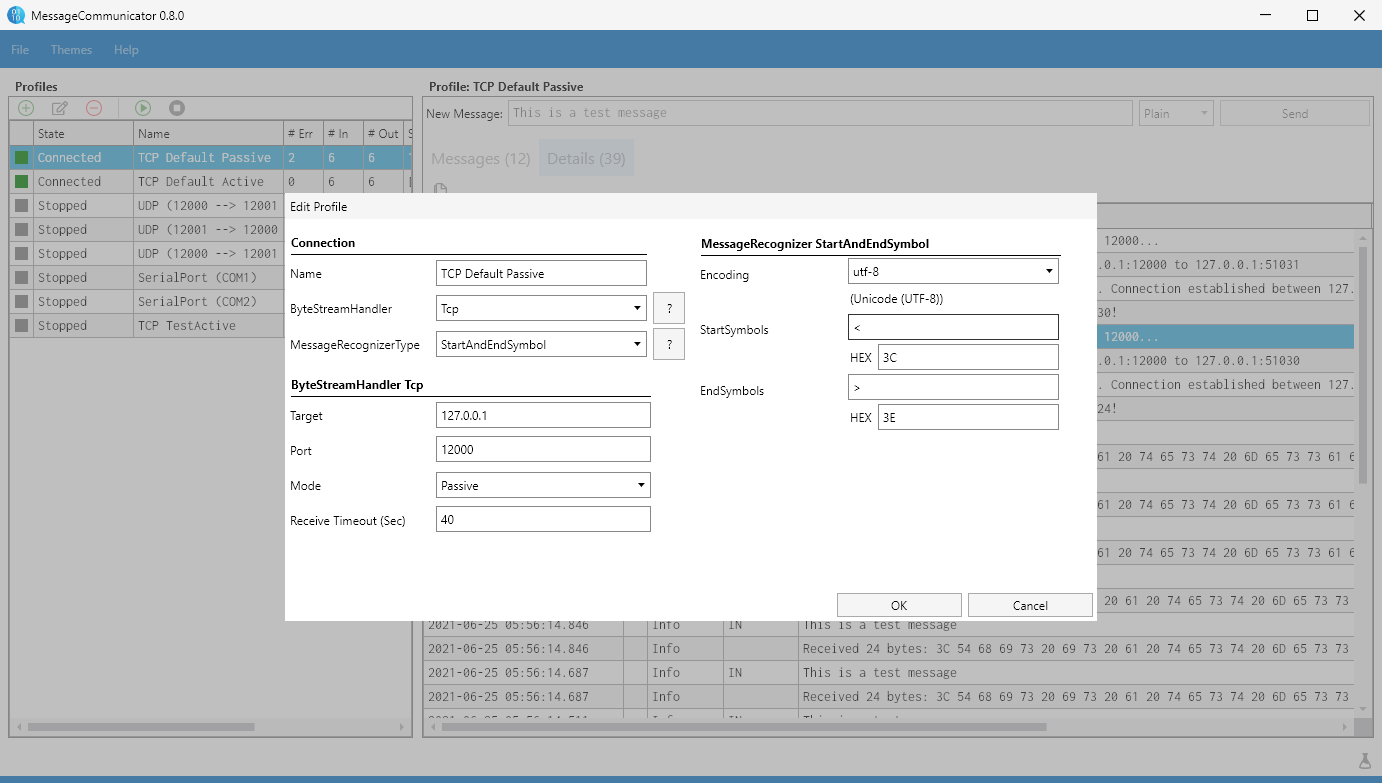 MessageCommunicator 0.8.0
File Themes Help
Profiles
State Name # Err # In # Out
Connected TCP Default Passive 2 6 6
Connected TCP Default Active 0 6 6
Stopped UDP (12000 --> 12001
Stopped UDP (12001 --> 12000
Stopped UDP (12000 --> 12001
Stopped SerialPort (COM1)
Stopped SerialPort (COM2)
Stopped TCP TestActive
Profile: TCP Default Passive
New Message: This is a test message Plain Send
Messages (12) Details (39)
Edit Profile
Connection
Name TCP Default Passive
ByteStreamHandler Tcp ?
MessageRecognizerType StartAndEndSymbol ?
ByteStreamHandler Tcp
Target 127.0.0.1
Port 12000
Mode Passive
Receive Timeout (Sec) 40
MessageRecognizer StartAndEndSymbol
Encoding utf-8
(Unicode (UTF-8))
StartSymbols <
HEX 3C
EndSymbols >
HEX 3E
OK Cancel
12000...
.0.1:12000 to 127.0.0.1:51031
. Connection established between 127.
30!
12000...
.0.1:12000 to 127.0.0.1:51030
. Connection established between 127.
24!
61 20 74 65 73 74 20 6D 65 73 73 61 6
61 20 74 65 73 74 20 6D 65 73 73 61 6
61 20 74 65 73 74 20 6D 65 73 73 61 6
20 61 20 74 65 73 74 20 6D 65 73 73
2021-06-25 05:56:14.846 Info IN This is a test message
2021-06-25 05:56:14.846 Info Received 24 bytes: 3C 54 68 69 73 20 69 73 20 61 20 74 65 73 74 20 6D 65 73 73
2021-06-25 05:56:14.687 Info IN This is a test message
2021-06-25 05:56:14.687 Info Received 24 bytes: 3C 54 68 69 73 20 69 73 20 61 20 74 65 73 74 20 6D 65 73 73